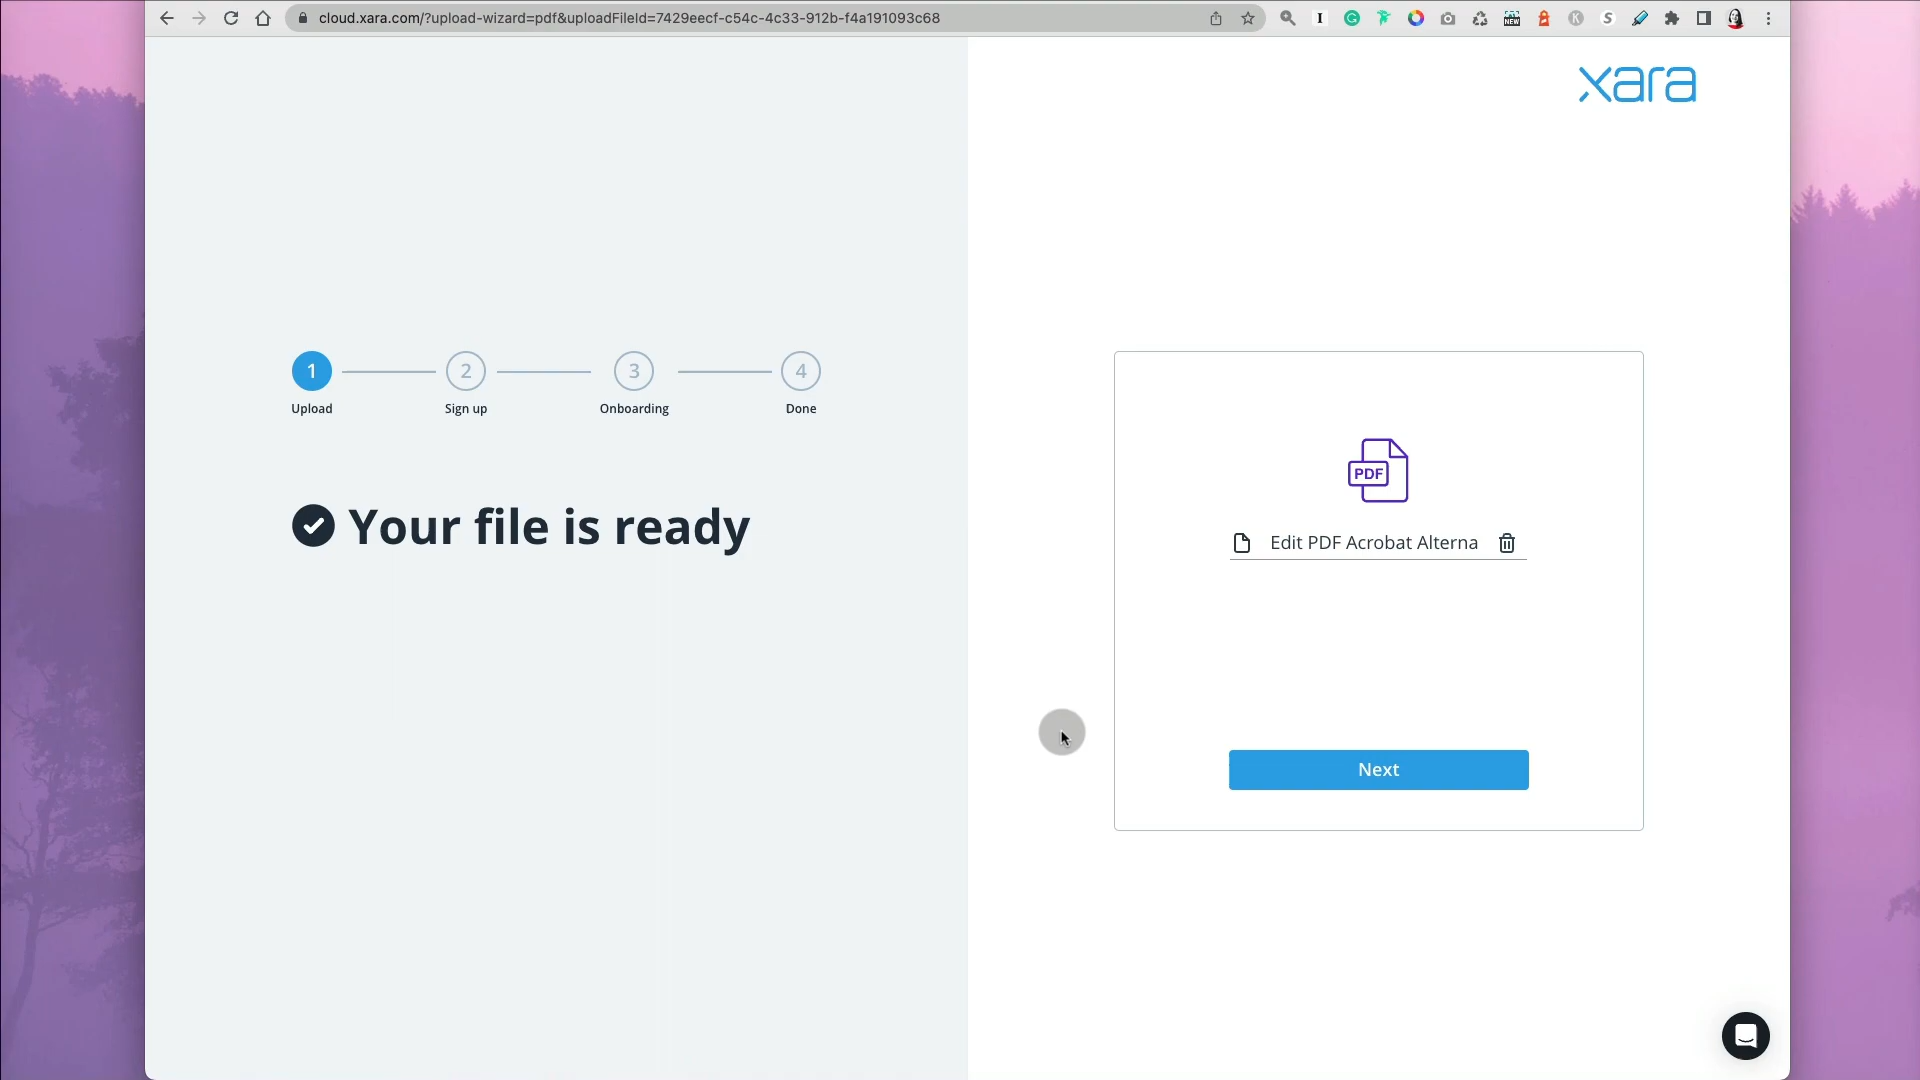 cloud.xara.com/?upload-wizard=pdf&uploadFileId=7429eecf-c54c-4c33-912b-f4a191093c68
xara
1
2
3
4
Upload
Sign up
Onboarding
Done
Your file is ready
PDF
Edit PDF Acrobat Alterna
Next